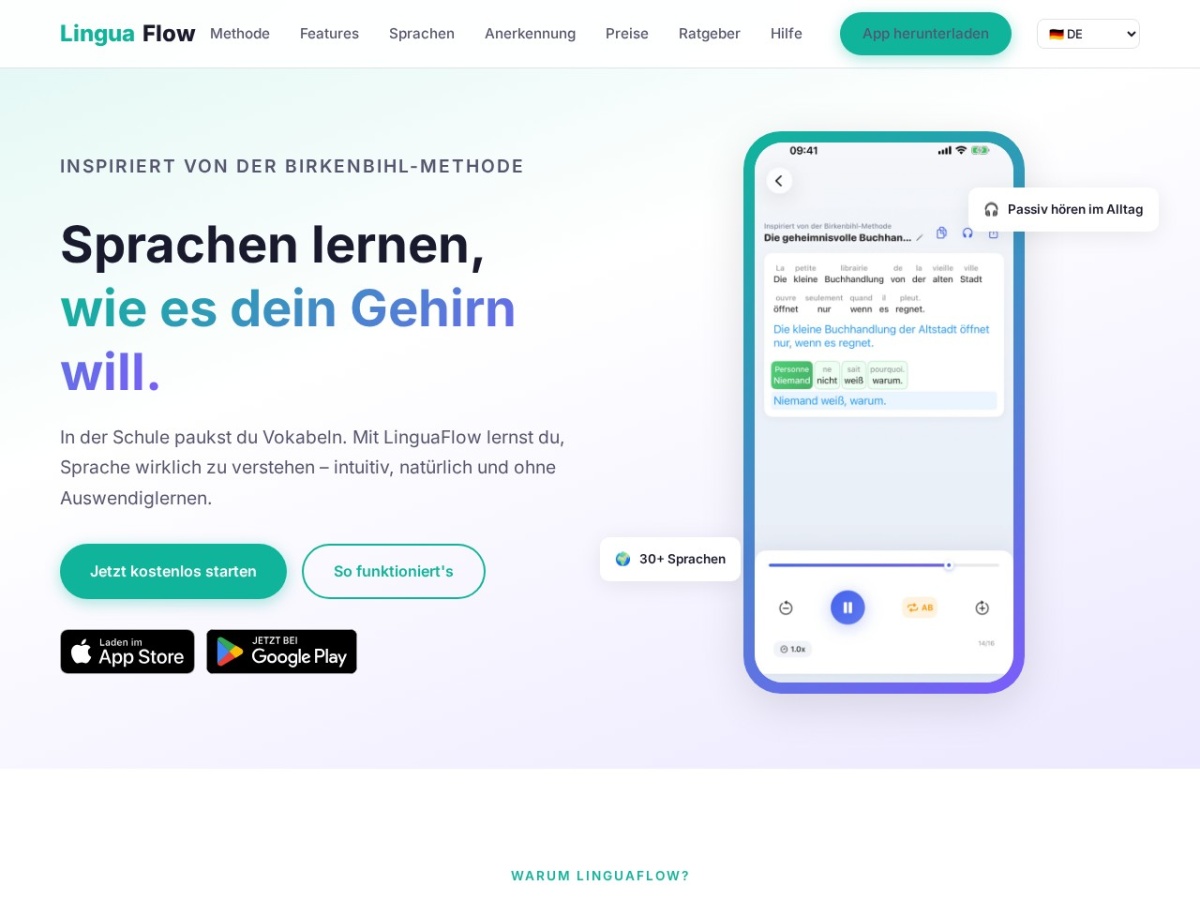 Lingua Flow
Methode
Features
Sprachen
Anerkennung
Preise
Ratgeber
Hilfe
App herunterladen
DE
INSPIRIERT VON DER BIRKENBIHL-METHODE
Sprachen lernen,
wie es dein Gehirn
will.
In der Schule paukst du Vokabeln. Mit LinguaFlow lernst du,
Sprache wirklich zu verstehen – intuitiv, natürlich und ohne
Auswendiglernen.
Jetzt kostenlos starten
So funktioniert's
Laden im
App Store
JETZT BEI
Google Play
09:41
Passiv hören im Alltag
Inspiriert von der Birkenbihl-Methode
Die geheimnisvolle Buchhan...
La petite librairie de la vieille ville
Die kleine Buchhandlung von der alten Stadt
ouvre seulement quand il pleut.
öffnet nur wenn es regnet.
Die kleine Buchhandlung der Altstadt öffnet
nur, wenn es regnet.
Personne ne sait pourquoi.
Niemand nicht weiß warum.
Niemand weiß, warum.
30+ Sprachen
AB
1.0x
14/16
WARUM LINGUAFLOW?